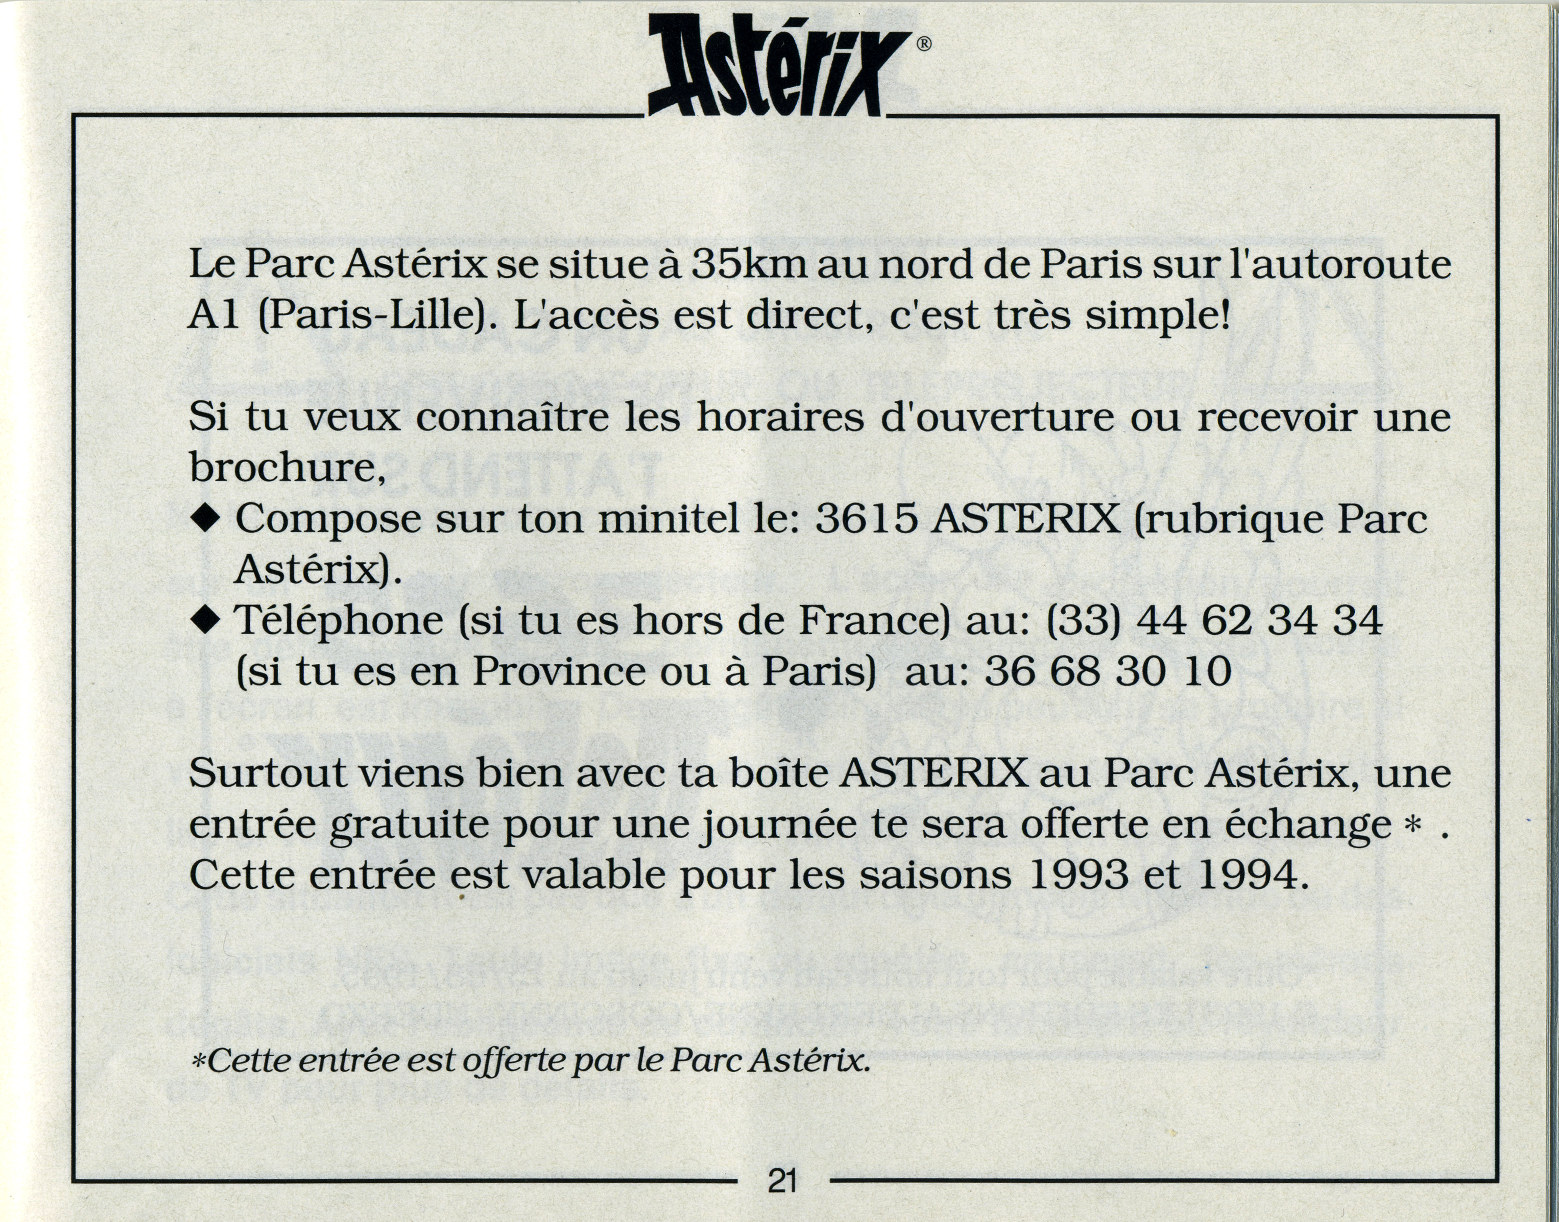 Astérix®
Le Parc Astérix se situe à 35km au nord de Paris sur l'autoroute
A1 (Paris-Lille). L'accès est direct, c'est très simple!
Si tu veux connaître les horaires d'ouverture ou recevoir une
brochure,
◆ Compose sur ton minitel le: 3615 ASTERIX (rubrique Parc
Astérix).
◆ Téléphone (si tu es hors de France) au: (33) 44 62 34 34
(si tu es en Province ou à Paris) au: 36 68 30 10
Surtout viens bien avec ta boîte ASTERIX au Parc Astérix, une
entrée gratuite pour une journée te sera offerte en échange * .
Cette entrée est valable pour les saisons 1993 et 1994.
*Cette entrée est offerte par le Parc Astérix.
21